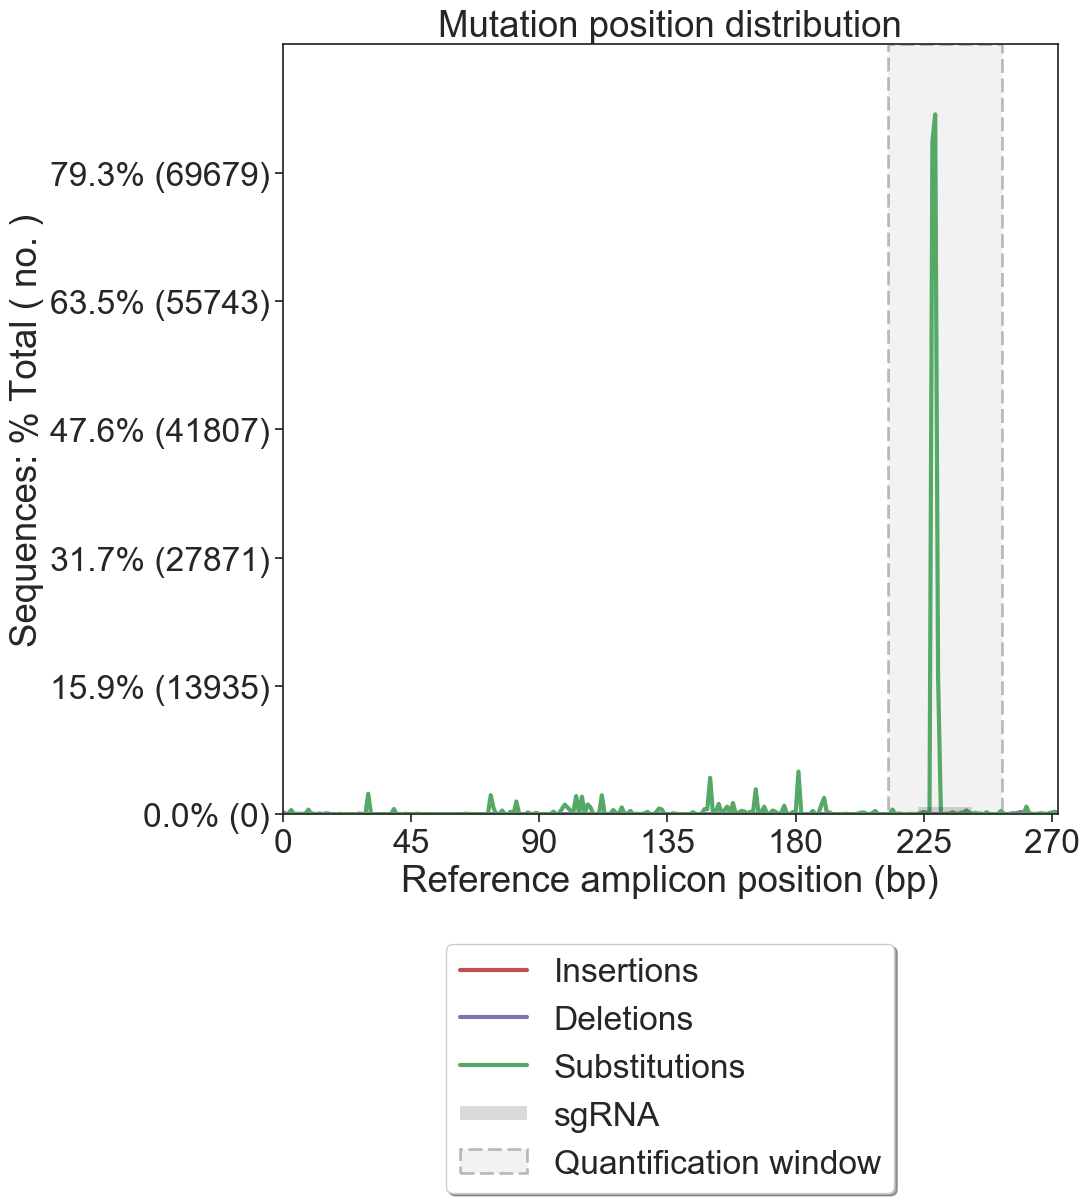 Mutation position distribution
Sequences: % Total ( no. )
79.3% (69679)
63.5% (55743)
47.6% (41807)
31.7% (27871)
15.9% (13935)
0.0% (0)
0 45 90 135 180 225 270
Reference amplicon position (bp)
Insertions
Deletions
Substitutions
sgRNA
Quantification window